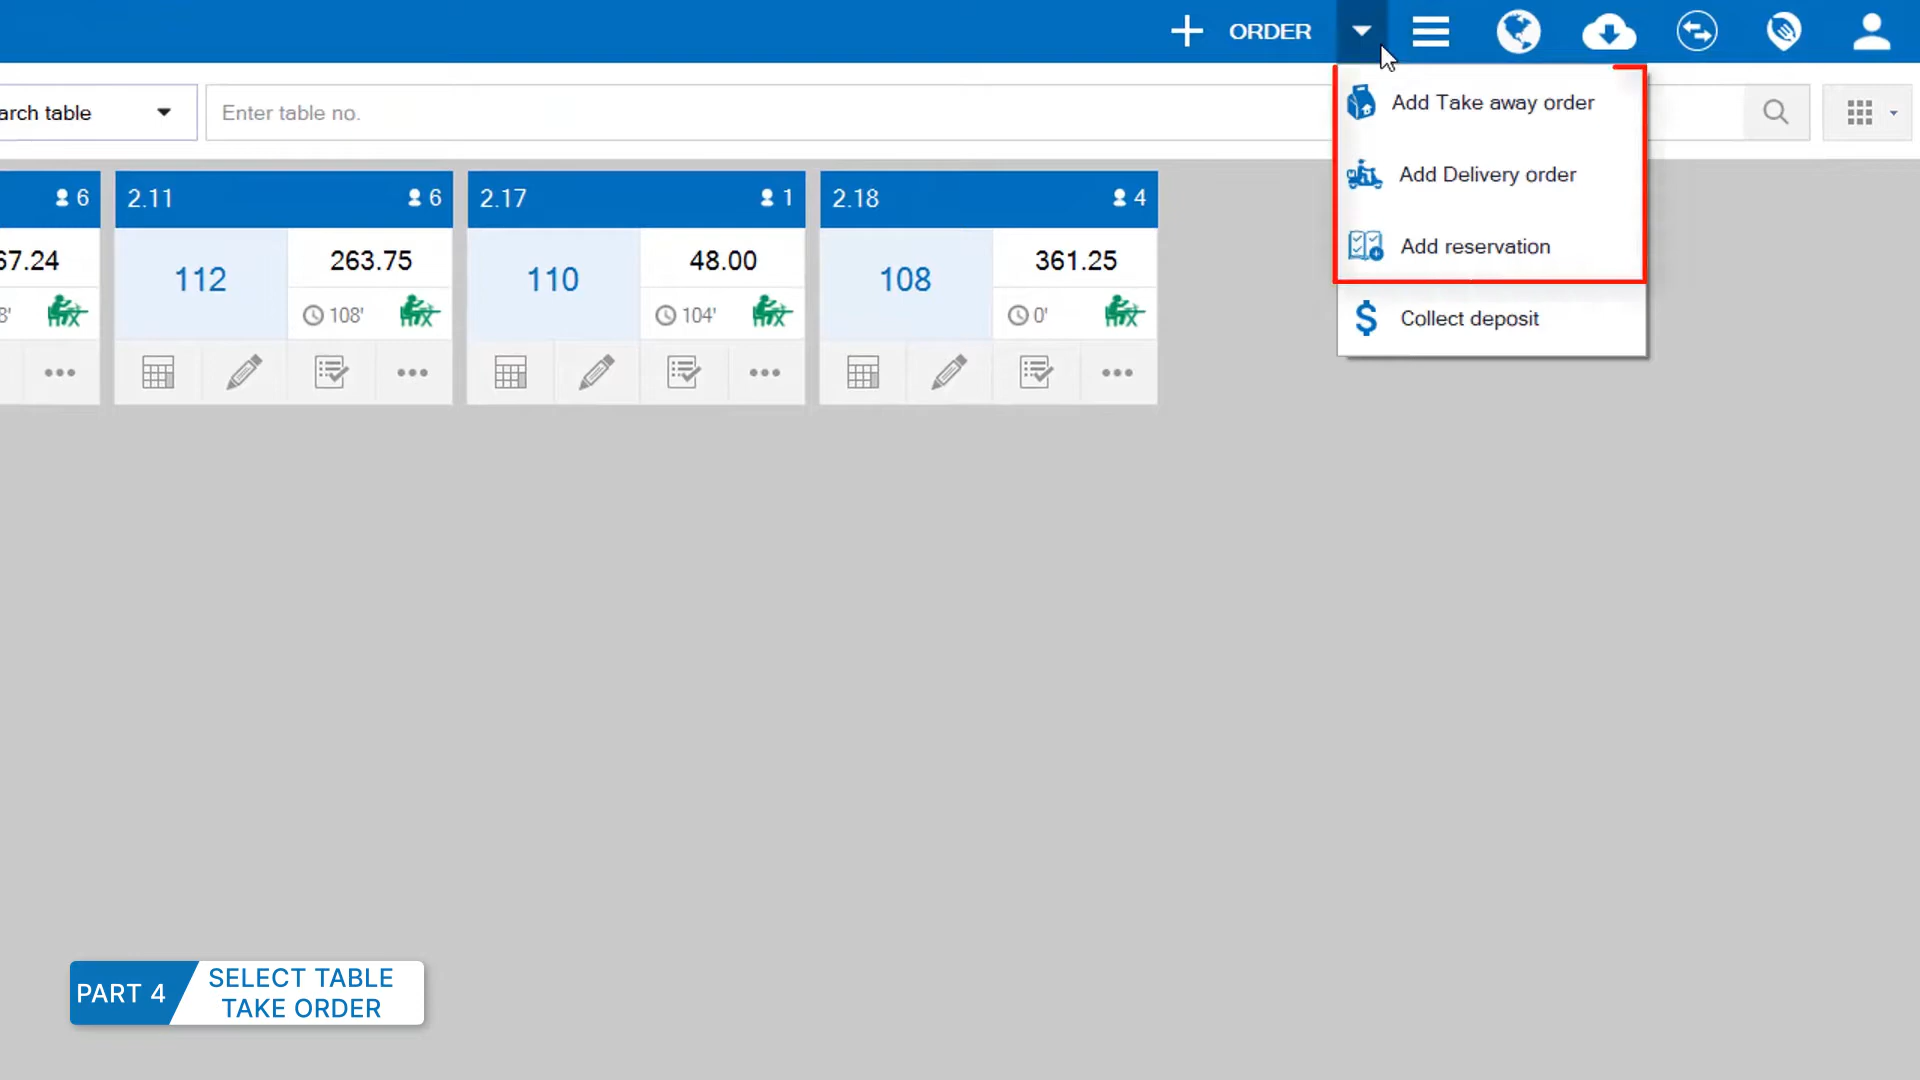 ORDER
arch table
Enter table no.
Add Take away order
Add Delivery order
Add reservation
Collect deposit
6
2.11 6
2.17 1
2.18 4
67.24
112 263.75
110 48.00
108 361.25
8'
108'
104'
0'
PART 4
SELECT TABLE
TAKE ORDER